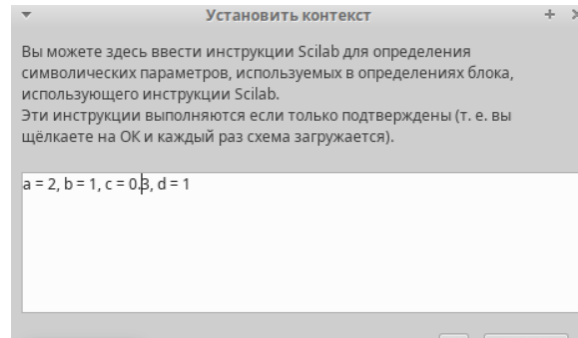 Установить контекст
Вы можете здесь ввести инструкции Scilab для определения
символических параметров, используемых в определениях блока,
использующего инструкции Scilab.
Эти инструкции выполняются если только подтверждены (т. е. вы
щёлкаете на OK и каждый раз схема загружается).
a = 2, b = 1, c = 0.3, d = 1